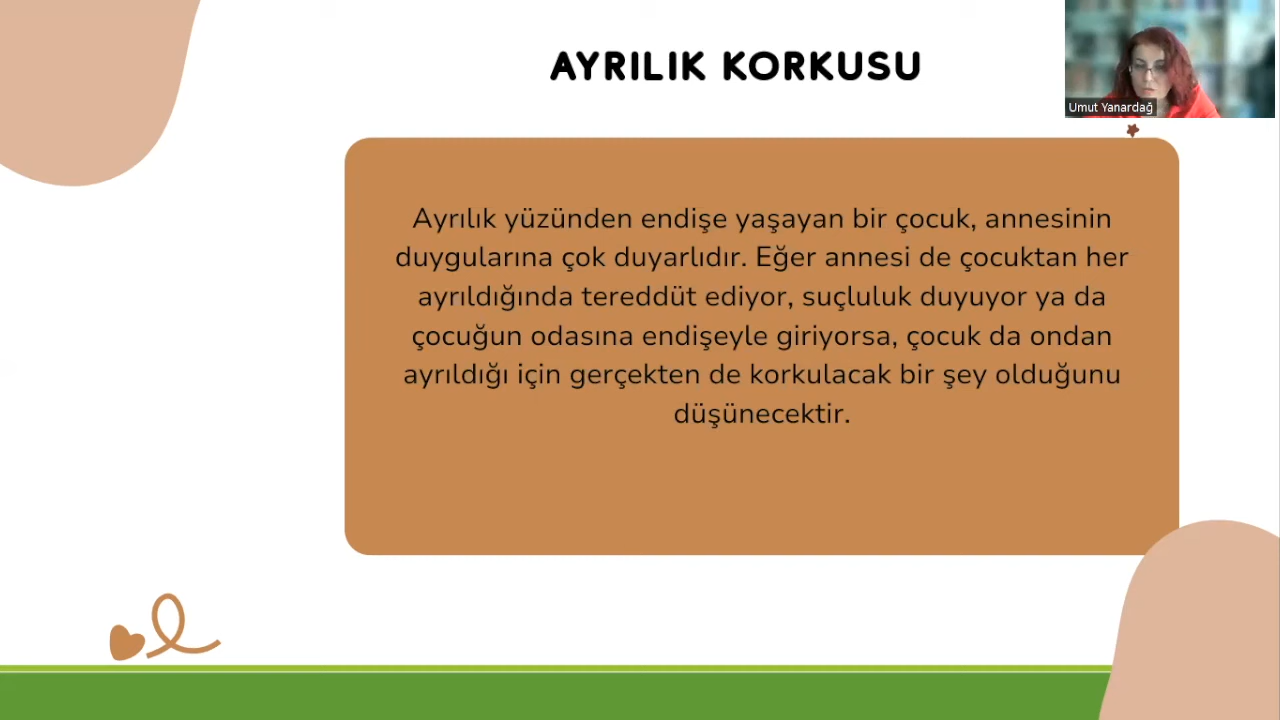 AYRILIK KORKUSU
Umut Yanardağ
Ayrılık yüzünden endişe yaşayan bir çocuk, annesinin
duygularına çok duyarlıdır. Eğer annesi de çocuktan her
ayrıldığında tereddüt ediyor, suçluluk duyuyor ya da
çocuğun odasına endişeyle giriyorsa, çocuk da ondan
ayrıldığı için gerçekten de korkulacak bir şey olduğunu
düşünecektir.